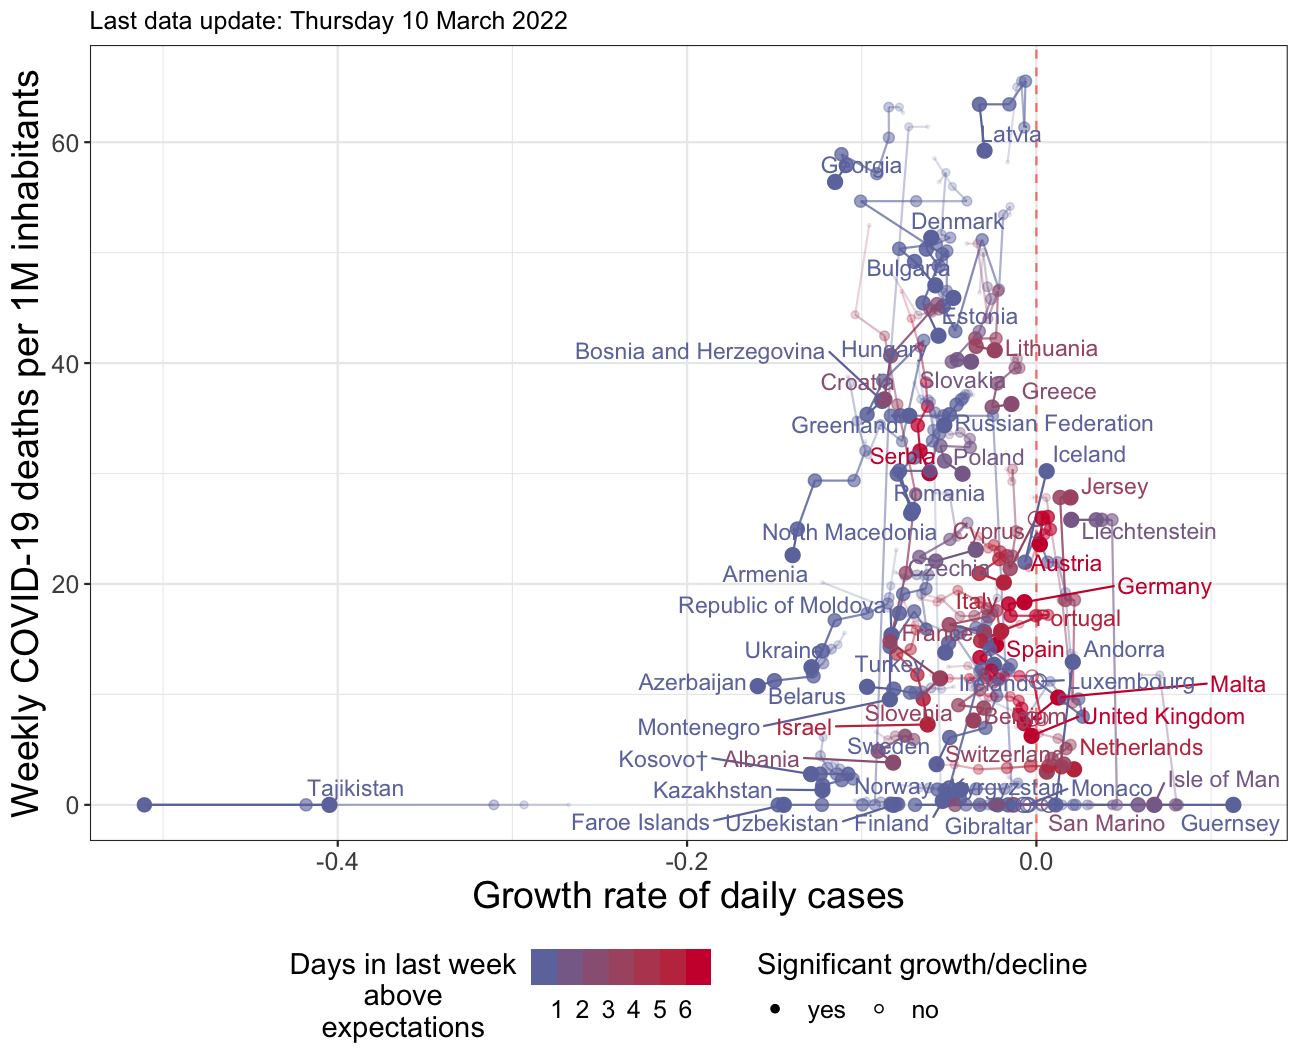 Last data update: Thursday 10 March 2022
Weekly COVID-19 deaths per 1M inhabitants
60
40
20
0
Latvia
Georgia
Denmark
Bulgaria
Estonia
Bosnia and Herzegovina
Hungary
Lithuania
Croatia
Slovakia
Greece
Greenland
Russian Federation
Serbia
Poland
Iceland
Romania
Jersey
North Macedonia
Cyprus
Liechtenstein
Armenia
Czechia
Austria
Germany
Republic of Moldova
Italy
Portugal
France
Ukraine
Spain
Andorra
Turkey
Azerbaijan
Belarus
Ireland
Luxembourg
Malta
Montenegro
Israel
Slovenia
Belgium
United Kingdom
Kosovo†
Albania
Sweden
Switzerland
Netherlands
Tajikistan
Kazakhstan
Norway
Kyrgyzstan
Monaco
Isle of Man
Faroe Islands
Uzbekistan
Finland
Gibraltar
San Marino
Guernsey
-0.4
-0.2
0.0
Growth rate of daily cases
Days in last week
above
expectations
1 2 3 4 5 6
Significant growth/decline
yes
no